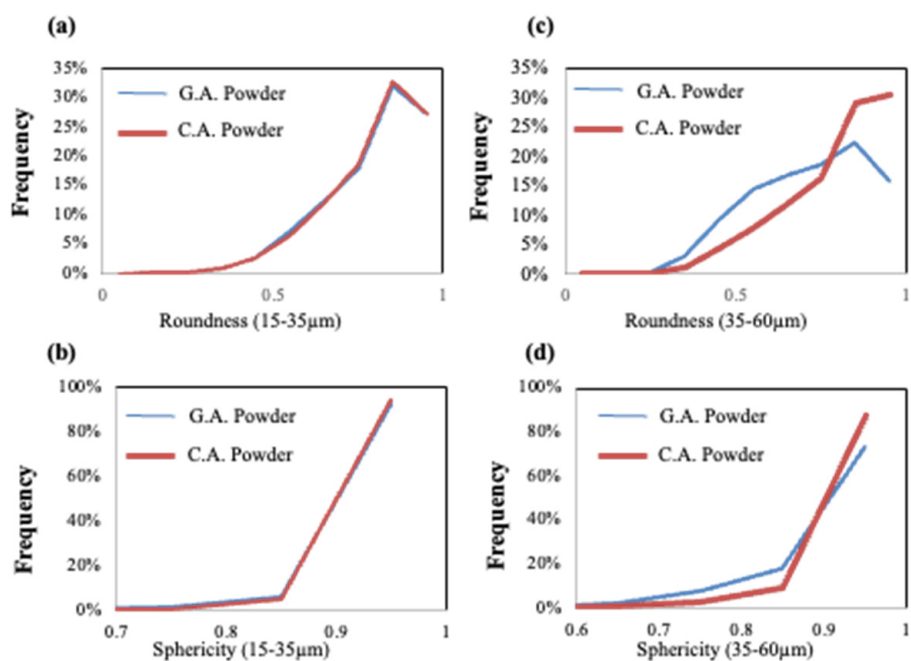 (a)
35%
30%
25%
20%
15%
10%
5%
0%
Frequency
G.A. Powder
C.A. Powder
0
0.5
1
Roundness (15-35μm)
(c)
35%
30%
25%
20%
15%
10%
5%
0%
Frequency
G.A. Powder
C.A. Powder
0
0.5
1
Roundness (35-60μm)
(b)
100%
80%
60%
40%
20%
0%
Frequency
G.A. Powder
C.A. Powder
0.7
0.8
0.9
1
Sphericity (15-35μm)
(d)
100%
80%
60%
40%
20%
0%
Frequency
G.A. Powder
C.A. Powder
0.6
0.7
0.8
0.9
1
Sphericity (35-60μm)